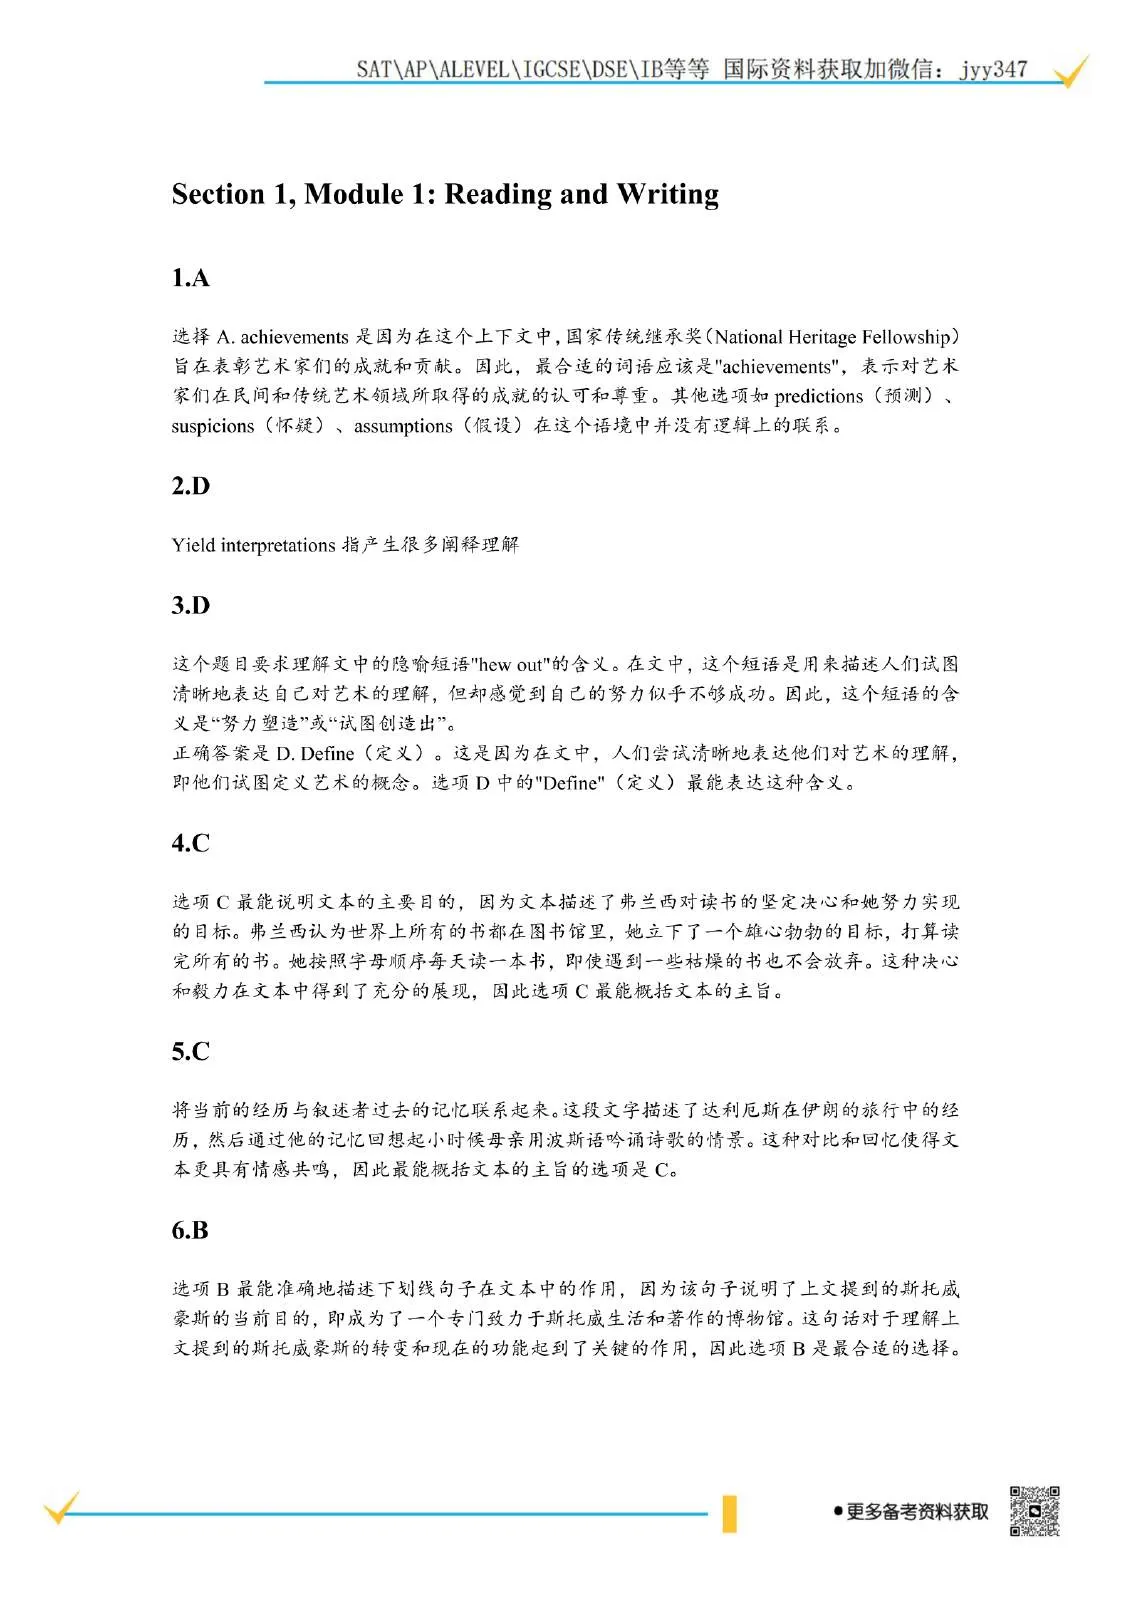 SAT\AP\ALEVEL\IGCSE\DSE\IB等等 国际资料获取加微信：jyy347
Section 1, Module 1: Reading and Writing
1.A
选择 A. achievements 是因为在这个上下文中，国家传统继承奖（National Heritage Fellowship）
旨在表彰艺术家们的成就和贡献。因此，最合适的词语应该是"achievements"，表示对艺术
家们在民间和传统艺术领域所取得的成就的认可和尊重。其他选项如 predictions（预测）、
suspicions（怀疑）、assumptions（假设）在这个语境中并没有逻辑上的联系。
2.D
Yield interpretations 指产生很多阐释理解
3.D
这个题目要求理解文中的隐喻短语"hew out"的含义。在文中，这个短语是用来描述人们试图
清晰地表达自己对艺术的理解，但却感觉到自己的努力似乎不够成功。因此，这个短语的含
义是“努力塑造”或“试图创造出”。
正确答案是 D. Define（定义）。这是因为在文中，人们尝试清晰地表达他们对艺术的理解，
即他们试图定义艺术的概念。选项 D 中的"Define"（定义）最能表达这种含义。
4.C
选项 C 最能说明文本的主要目的，因为文本描述了弗兰西对读书的坚定决心和她努力实现
的目标。弗兰西认为世界上所有的书都在图书馆里，她立下了一个雄心勃勃的目标，打算读
完所有的书。她按照字母顺序每天读一本书，即使遇到一些枯燥的书也不会放弃。这种决心
和毅力在文本中得到了充分的展现，因此选项 C 最能概括文本的主旨。
5.C
将当前的经历与叙述者过去的记忆联系起来。这段文字描述了达利厄斯在伊朗的旅行中的经
历，然后通过他的记忆回想起小时候母亲用波斯语吟诵诗歌的情景。这种对比和回忆使得文
本更具有情感共鸣，因此最能概括文本的主旨的选项是 C。
6.B
选项 B 最能准确地描述下划线句子在文本中的作用，因为该句子说明了上文提到的斯托威
豪斯的当前目的，即成为了一个专门致力于斯托威生活和著作的博物馆。这句话对于理解上
文提到的斯托威豪斯的转变和现在的功能起到了关键的作用，因此选项 B 是最合适的选择。
•更多备考资料获取